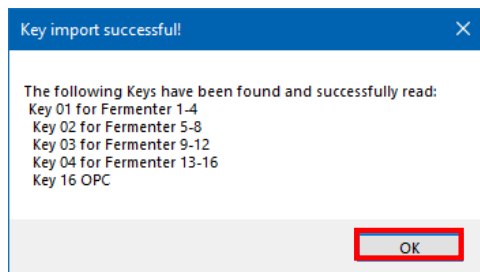 Key import successful!
The following Keys have been found and successfully read:
Key 01 for Fermenter 1-4
Key 02 for Fermenter 5-8
Key 03 for Fermenter 9-12
Key 04 for Fermenter 13-16
Key 16 OPC
OK